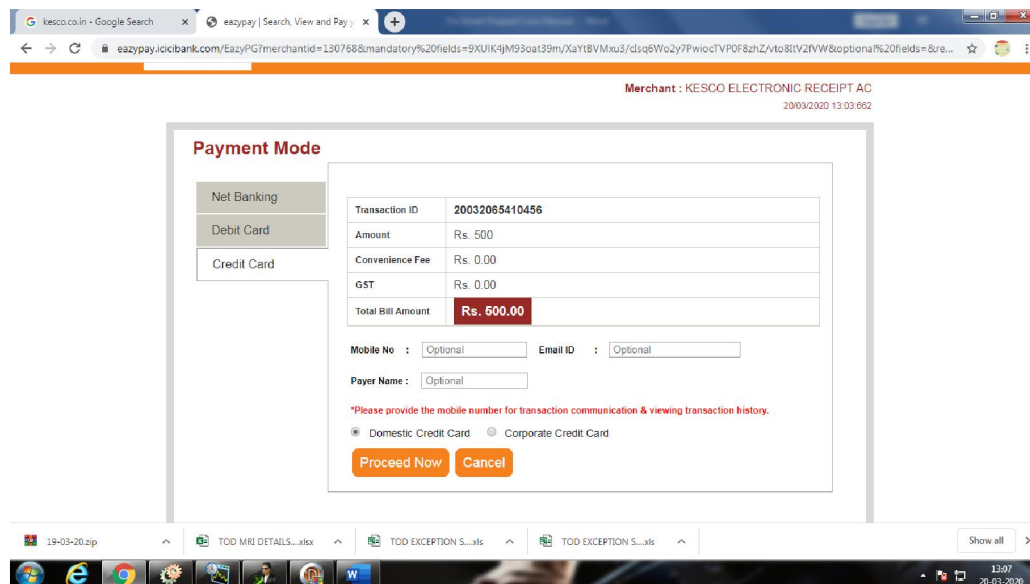 kesco.co.in - Google Search
eazypay | Search, View and Pay y
eazypay.icicibank.com/EazyPG?merchantid=130768&mandatory%20fields=9XUIK4jM93oat39m/XaYtBVMxu3/clsq6Wo2y7PwiocTVP0F8zhZ/vto8ItV2fVW&optional%20fields=&re...
Merchant : KESCO ELECTRONIC RECEIPT AC
20/03/2020 13:03:662
Payment Mode
Net Banking
Debit Card
Credit Card
Transaction ID 20032065410456
Amount Rs. 500
Convenience Fee Rs. 0.00
GST Rs. 0.00
Total Bill Amount Rs. 500.00
Mobile No : Optional Email ID : Optional
Payer Name : Optional
*Please provide the mobile number for transaction communication & viewing transaction history.
Domestic Credit Card Corporate Credit Card
Proceed Now Cancel
19-03-20.zip TOD MRI DETAILS....xlsx TOD EXCEPTION S....xls TOD EXCEPTION S....xls Show all
13:07
20-03-2020